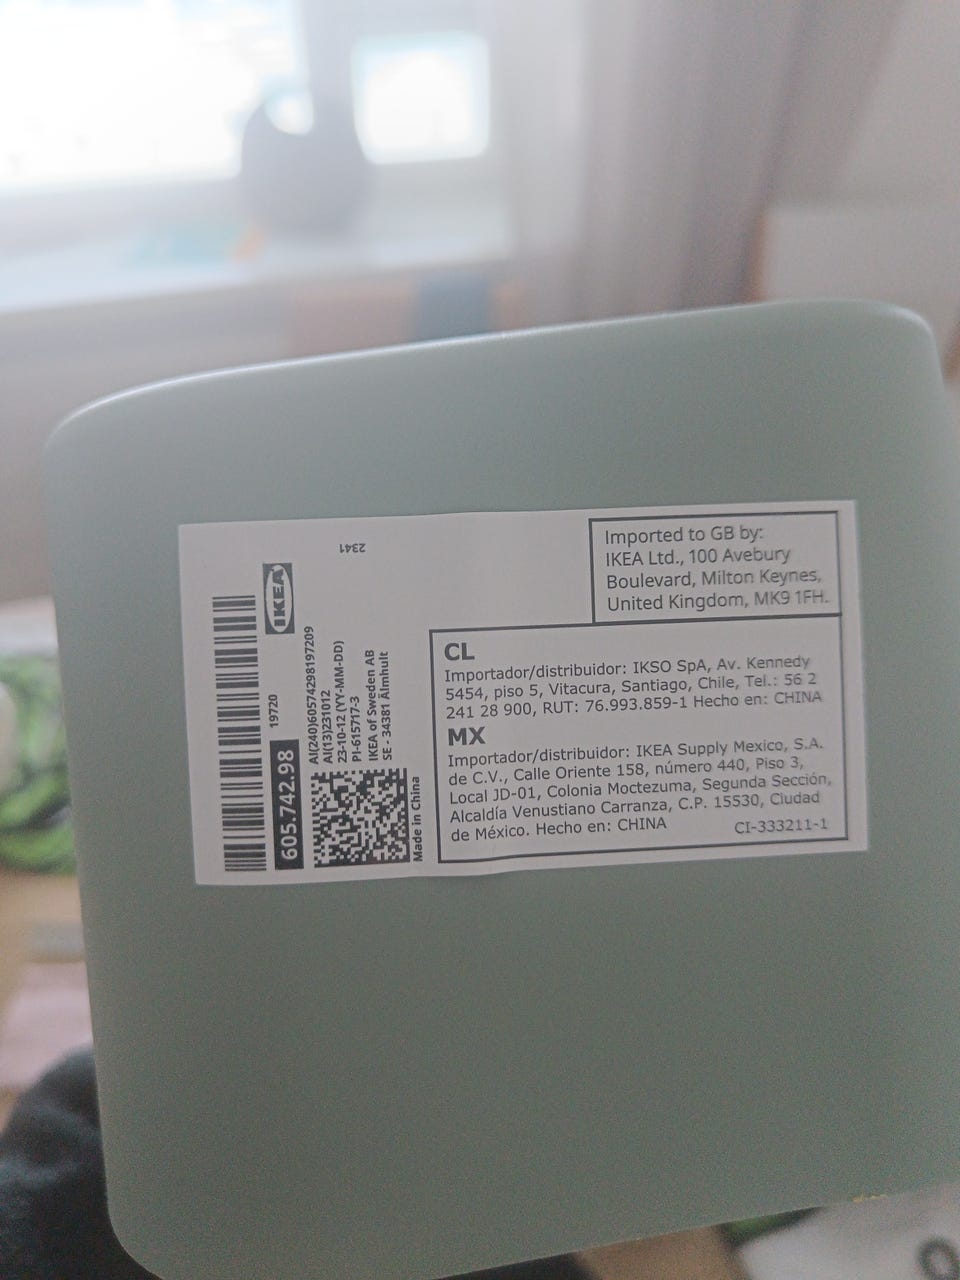 Imported to GB by:
IKEA Ltd., 100 Avebury
Boulevard, Milton Keynes,
United Kingdom, MK9 1FH.
CL
Importador/distribuidor: IKSO SpA, Av. Kennedy
5454, piso 5, Vitacura, Santiago, Chile, Tel.: 56 2
241 28 900, RUT: 76.993.859-1 Hecho en: CHINA
MX
Importador/distribuidor: IKEA Supply Mexico, S.A.
de C.V., Calle Oriente 158, número 440, Piso 3,
Local JD-01, Colonia Moctezuma, Segunda Sección,
Alcaldía Venustiano Carranza, C.P. 15530, Ciudad
de México. Hecho en: CHINA
CI-333211-1
IKEA
605.742.98
19720
AI(240)60574298197209
AI(13)231012
23-10-12 (YY-MM-DD)
PI-615717-3
IKEA of Sweden AB
SE - 34381 Älmhult
Made in China
2341